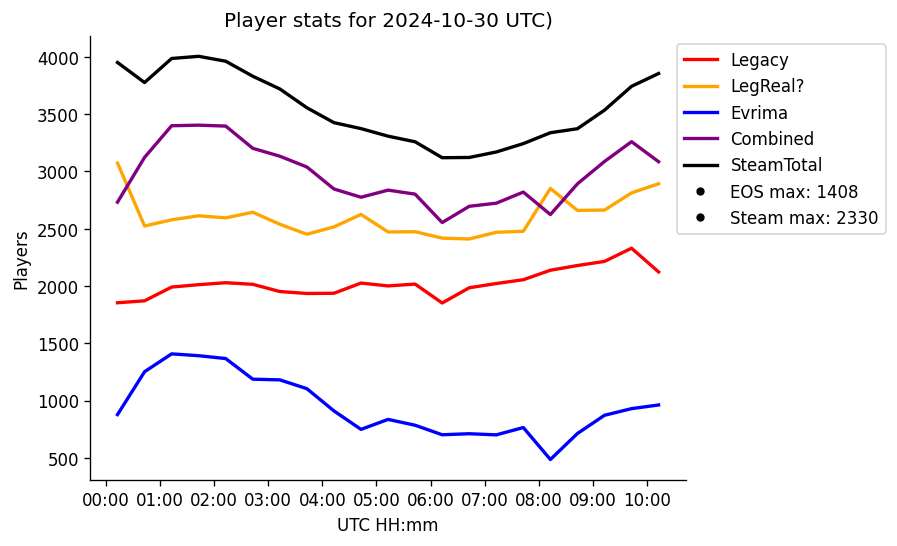 Player stats for 2024-10-30 UTC)
4000
3500
3000
2500
2000
1500
1000
500
Players
00:00 01:00 02:00 03:00 04:00 05:00 06:00 07:00 08:00 09:00 10:00
UTC HH:mm
Legacy
LegReal?
Evrima
Combined
SteamTotal
EOS max: 1408
Steam max: 2330